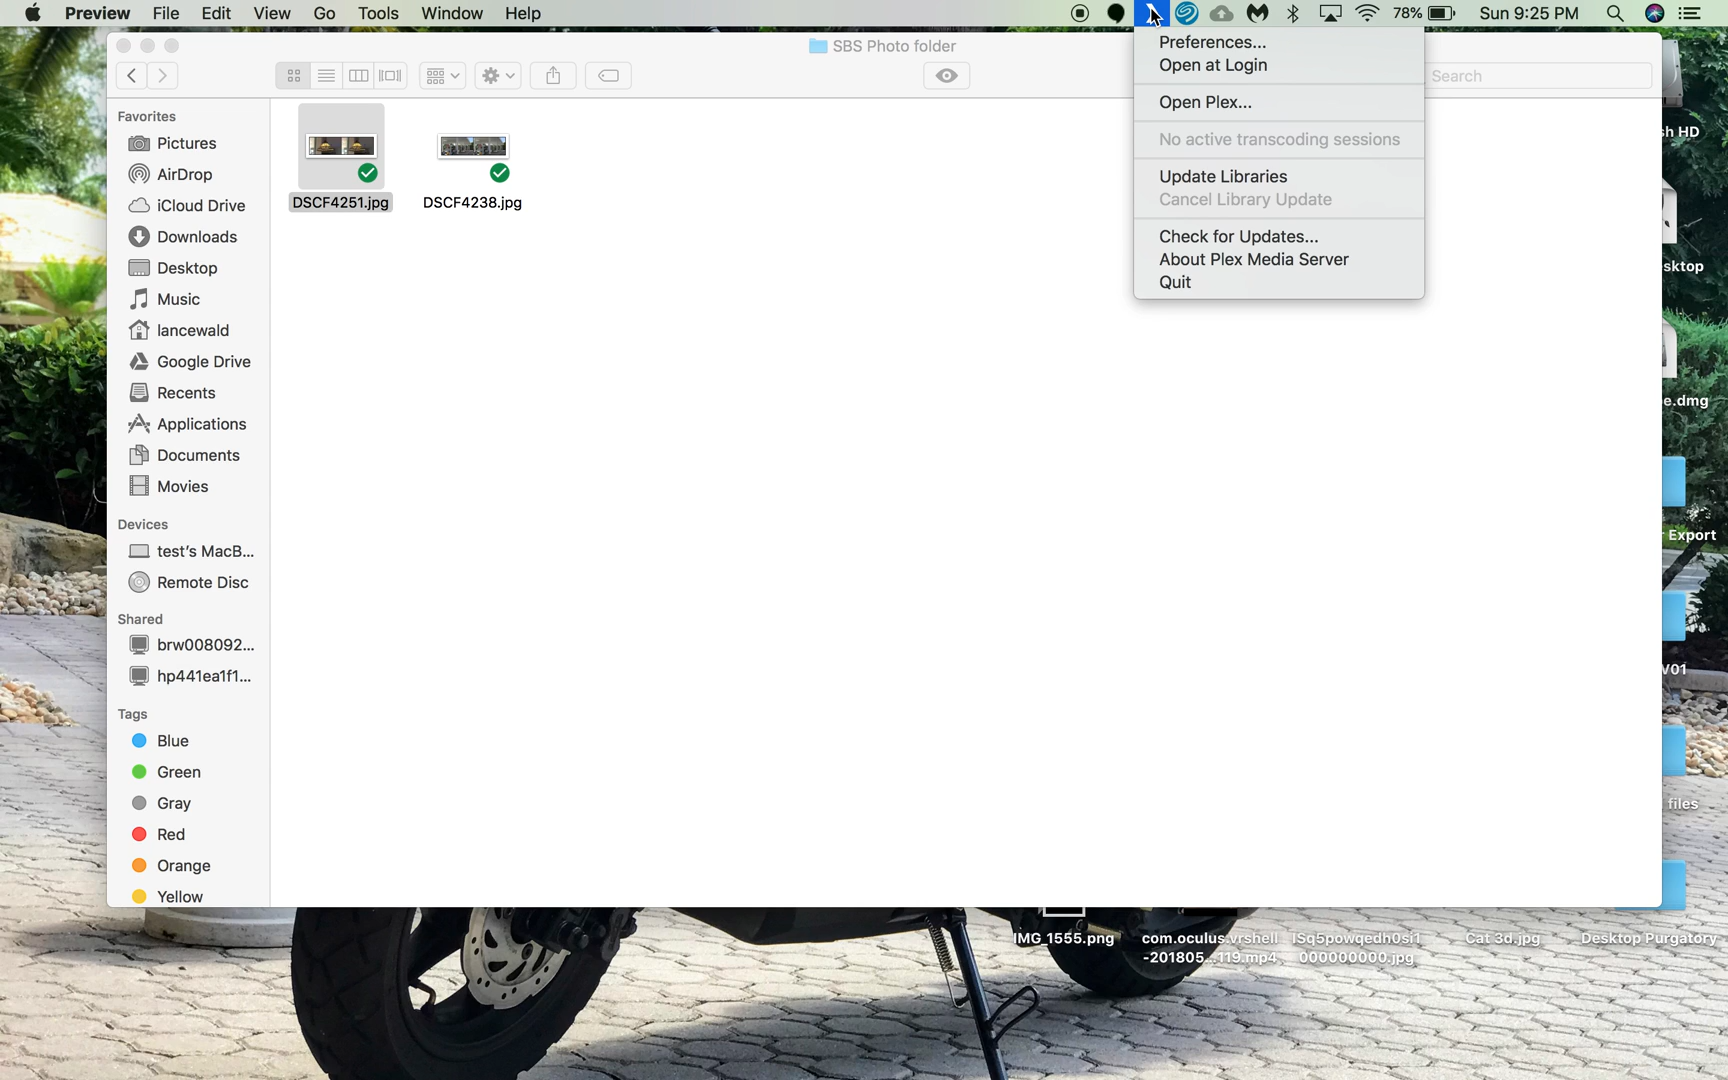 Preview File Edit View Go Tools Window Help
78% Sun 9:25 PM
SBS Photo folder
Search
Preferences...
Open at Login
Open Plex...
No active transcoding sessions
Update Libraries
Cancel Library Update
Check for Updates...
About Plex Media Server
Quit
Favorites
Pictures
AirDrop
iCloud Drive
Downloads
Desktop
Music
lancewald
Google Drive
Recents
Applications
Documents
Movies
Devices
test's MacB...
Remote Disc
Shared
brw008092...
hp441ea1f1...
Tags
Blue
Green
Gray
Red
Orange
Yellow
DSCF4251.jpg
DSCF4238.jpg
sh HD
sktop
e.dmg
r Export
V01
files
IMG_1555.png
com.oculus.vrshell
-201805...119.mp4
ISq5powqedh0si1
000000000.jpg
Cat 3d.jpg
Desktop Purgatory